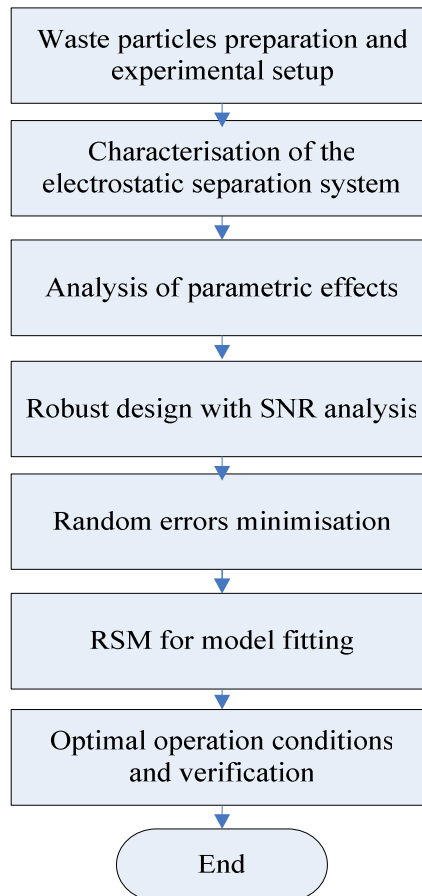 Waste particles preparation and
experimental setup
Characterisation of the
electrostatic separation system
Analysis of parametric effects
Robust design with SNR analysis
Random errors minimisation
RSM for model fitting
Optimal operation conditions
and verification
End